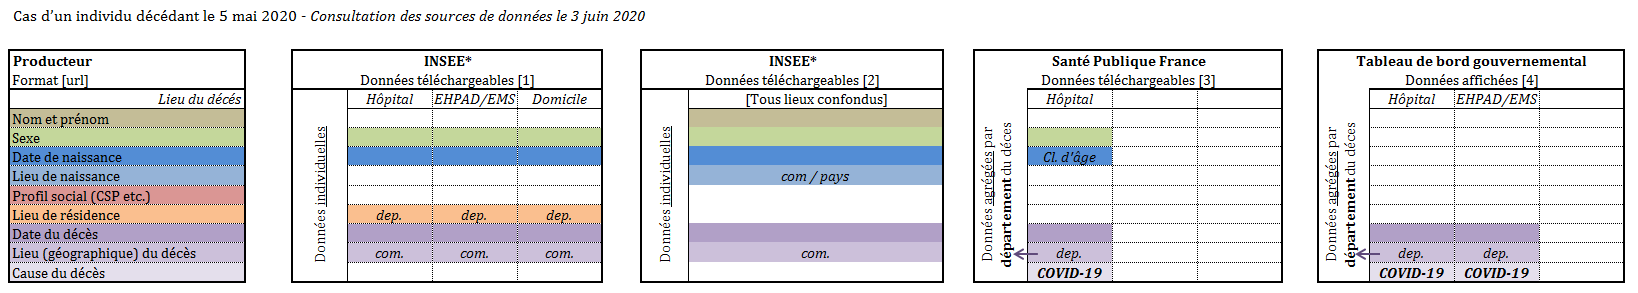 Cas d'un individu décédant le 5 mai 2020 - Consultation des sources de données le 3 juin 2020
Producteur
Format [url]
Lieu du décés
Nom et prénom
Sexe
Date de naissance
Lieu de naissance
Profil social (CSP etc.)
Lieu de résidence
Date du décès
Lieu (géographique) du décès
Cause du décès
INSEE*
Données téléchargeables [1]
Données individuelles
Hôpital EHPAD/EMS Domicile
dep. dep. dep.
com. com. com.
INSEE*
Données téléchargeables [2]
Données individuelles
[Tous lieux confondus]
com / pays
com.
Santé Publique France
Données téléchargeables [3]
Données agrégées par
département du déces
Hôpital
Cl. d'âge
dep.
COVID-19
Tableau de bord gouvernemental
Données affichées [4]
Données agrégées par
département du déces
Hôpital EHPAD/EMS
dep. dep.
COVID-19 COVID-19